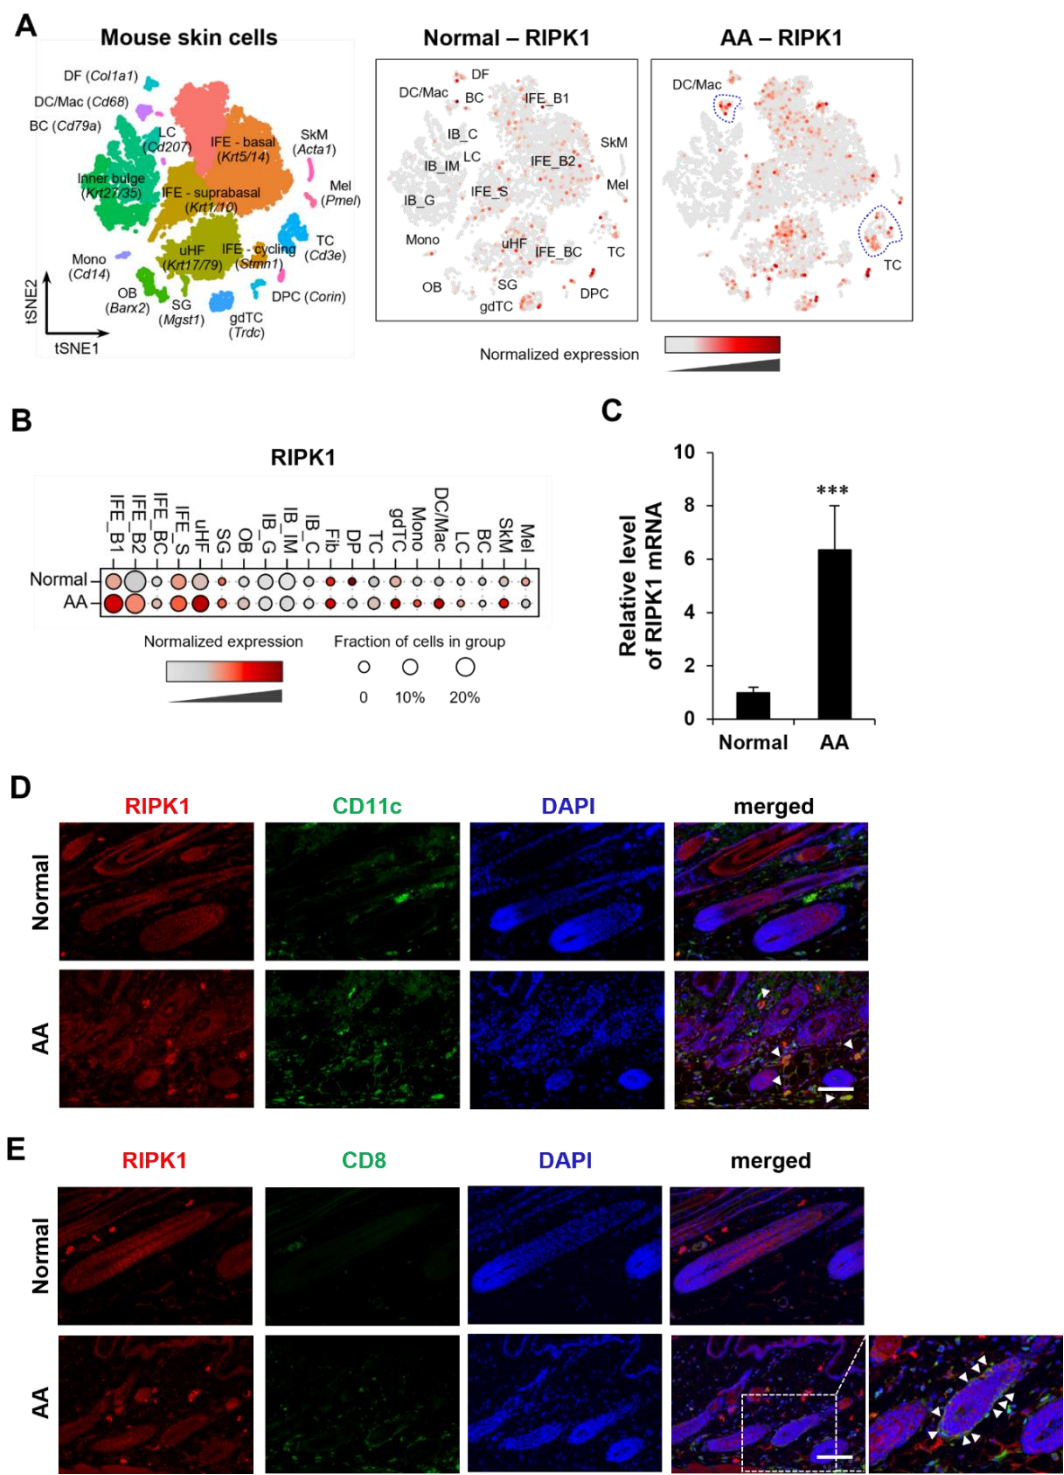 A
Mouse skin cells
DF (Col1a1)
DC/Mac (Cd68)
BC (Cd79a)
LC
(Cd207)
IFE - basal
(Krt5/14)
SkM
(Acta1)
Inner bulge
(Krt27/35)
IFE - suprabasal
(Krt1/10)
Mel
(Pmel)
uHF
(Krt17/79)
IFE - cycling
(Stmn1)
TC
(Cd3e)
Mono
(Cd14)
OB
(Barx2)
SG
(Mgst1)
gdTC
(Trdc)
DPC (Corin)
tSNE2
tSNE1
Normal – RIPK1
DF
DC/Mac
BC
IFE_B1
IB_C
LC
IB_IM
IFE_B2
SkM
IFE_S
Mel
IB_G
Mono
uHF
IFE_BC
TC
OB
SG
DPC
gdTC
AA – RIPK1
DC/Mac
TC
Normalized expression
B
RIPK1
IFE_B1
IFE_B2
IFE_BC
IFE_S
uHF
SG
OB
IB_G
IB_IM
IB_C
Fib
DP
TC
gdTC
Mono
DC/Mac
LC
BC
SkM
Mel
Normal
AA
Normalized expression
Fraction of cells in group
0 10% 20%
C
Relative level
of RIPK1 mRNA
10
8
6
4
2
0
***
Normal AA
D
RIPK1 CD11c DAPI merged
Normal
AA
E
RIPK1 CD8 DAPI merged
Normal
AA